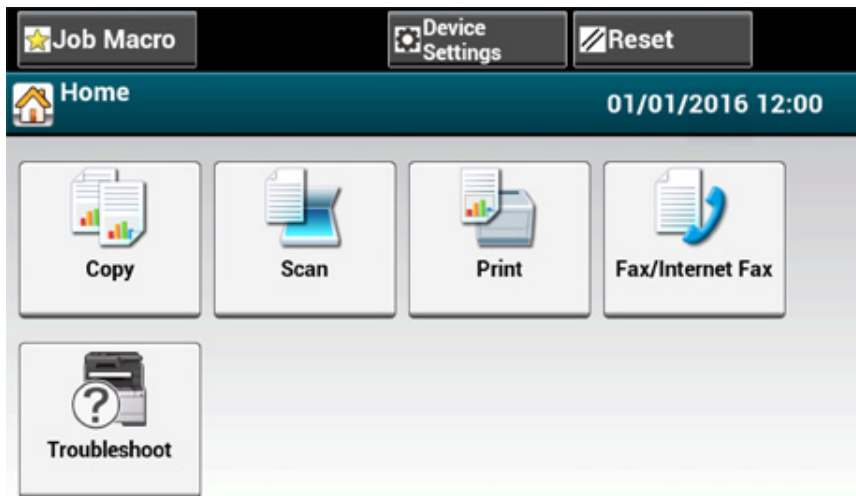 Job Macro
Device
Settings
Reset
Home
01/01/2016 12:00
Copy
Scan
Print
Fax/Internet Fax
Troubleshoot